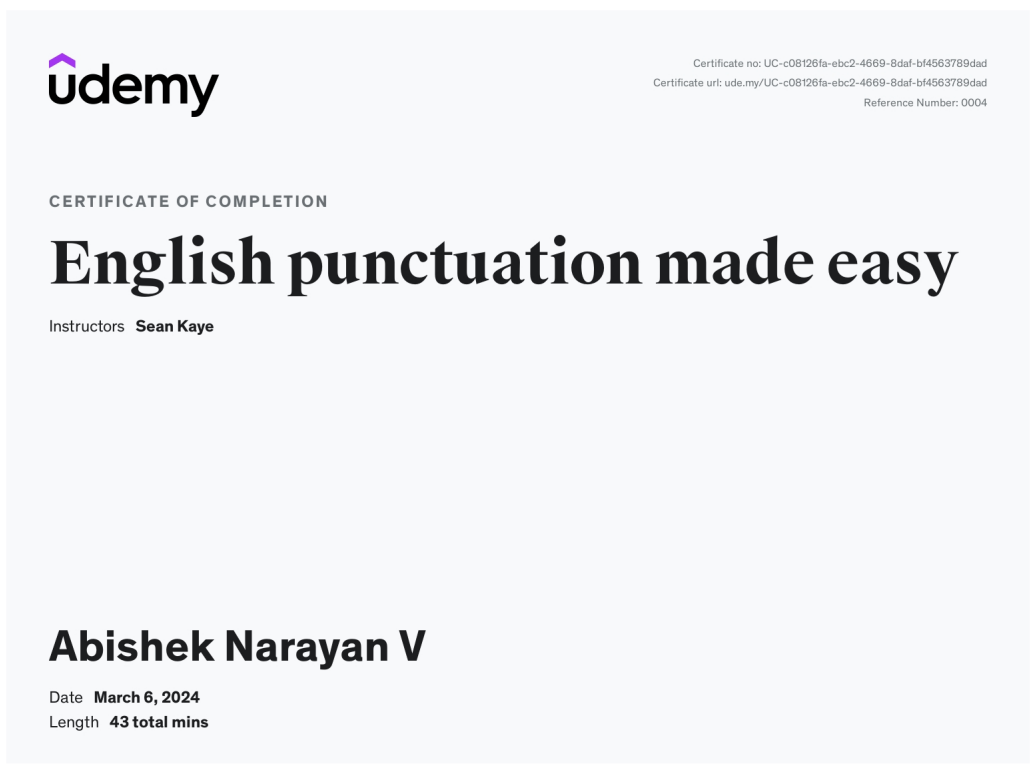 udemy
Certificate no: UC-c08126fa-ebc2-4669-8daf-bf4563789dad
Certificate url: ude.my/UC-c08126fa-ebc2-4669-8daf-bf4563789dad
Reference Number: 0004
CERTIFICATE OF COMPLETION
English punctuation made easy
Instructors Sean Kaye
Abishek Narayan V
Date March 6, 2024
Length 43 total mins